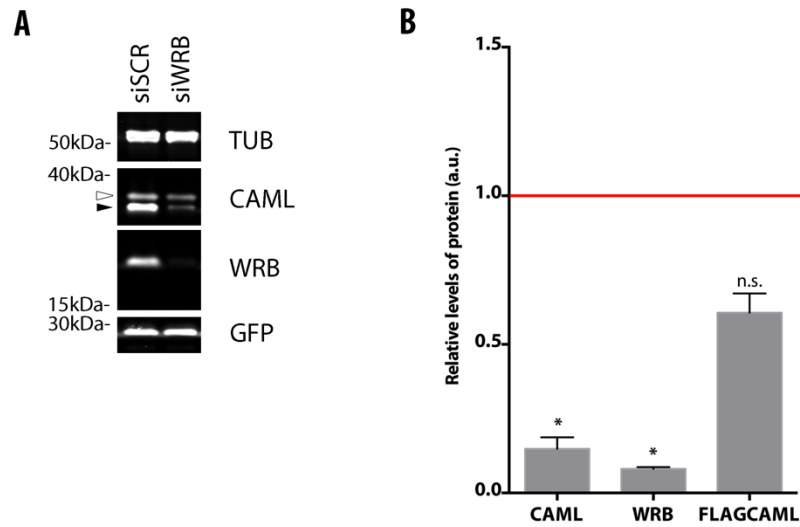 A
siSCR
siWRB
50kDa-
TUB
40kDa-
CAML
WRB
15kDa-
30kDa-
GFP
B
Relative levels of protein (a.u.)
1.5
1.0
0.5
0.0
*
*
n.s.
CAML
WRB
FLAGCAML